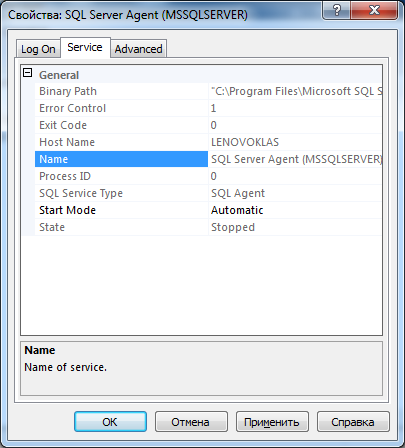 Свойства: SQL Server Agent (MSSQLSERVER)
Log On Service Advanced
General
Binary Path "C:\Program Files\Microsoft SQL S
Error Control 1
Exit Code 0
Host Name LENOVOKLAS
Name SQL Server Agent (MSSQLSERVER)
Process ID 0
SQL Service Type SQL Agent
Start Mode Automatic
State Stopped
Name
Name of service.
ОК Отмена Применить Справка